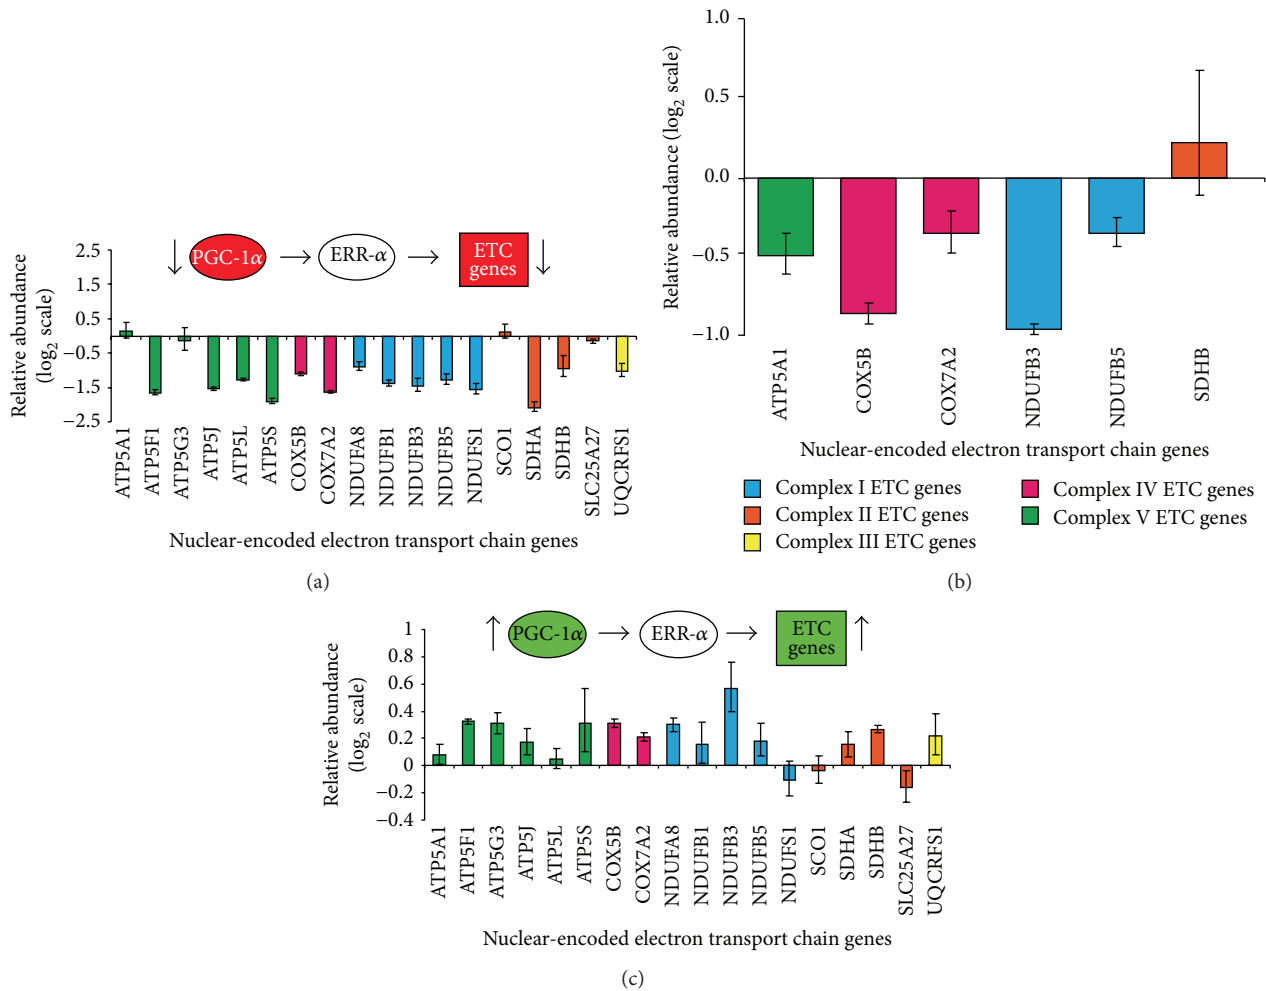 PGC-1α
ERR-α
ETC
genes
Relative abundance
(log2 scale)
2.5
1.5
0.5
−0.5
−1.5
−2.5
ATP5A1
ATP5F1
ATP5G3
ATP5J
ATP5L
ATP5S
COX5B
COX7A2
NDUFA8
NDUFB1
NDUFB3
NDUFB5
NDUFS1
SCO1
SDHA
SDHB
SLC25A27
UQCRFS1
Nuclear-encoded electron transport chain genes
(a)
Relative abundance (log2 scale)
1.0
0.5
0.0
−0.5
−1.0
ATP5A1
COX5B
COX7A2
NDUFB3
NDUFB5
SDHB
Nuclear-encoded electron transport chain genes
Complex I ETC genes
Complex II ETC genes
Complex III ETC genes
Complex IV ETC genes
Complex V ETC genes
(b)
PGC-1α
ERR-α
ETC
genes
Relative abundance
(log2 scale)
1
0.8
0.6
0.4
0.2
0
−0.2
−0.4
ATP5A1
ATP5F1
ATP5G3
ATP5J
ATP5L
ATP5S
COX5B
COX7A2
NDUFA8
NDUFB1
NDUFB3
NDUFB5
NDUFS1
SCO1
SDHA
SDHB
SLC25A27
UQCRFS1
Nuclear-encoded electron transport chain genes
(c)